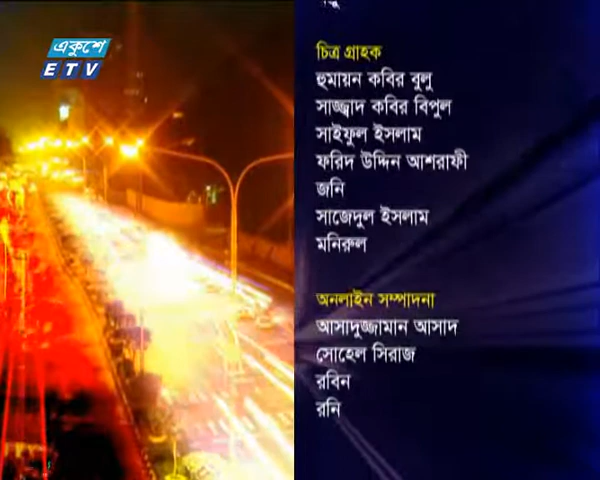 একুশে
ETV
চিত্র গ্রাহক
হুমায়ন কবির বুলু
সাজ্জাদ কবির বিপুল
সাইফুল ইসলাম
ফরিদ উদ্দিন আশরাফী
জনি
সাজেদুল ইসলাম
মনিরুল
অনলাইন সম্পাদনা
আসাদুজ্জামান আসাদ
সোহেল সিরাজ
রবিন
রনি